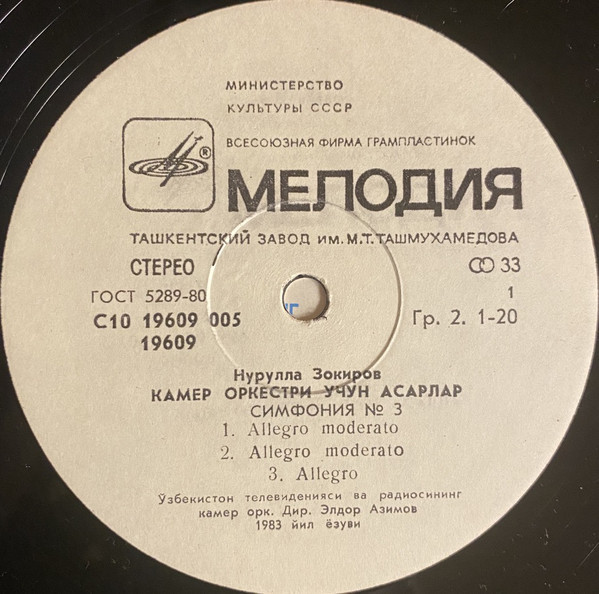 МИНИСТЕРСТВО
КУЛЬТУРЫ СССР
ВСЕСОЮЗНАЯ ФИРМА ГРАМПЛАСТИНОК
®
МЕЛОДИЯ
ТАШКЕНТСКИЙ ЗАВОД ИМ. М.Т. ТАШМУХАМЕДОВА
СТЕРЕО
33
ГОСТ 5289-80
1
С10 19609 005
Гр. 2. 1-20
19609
Нурулла Зокиров
КАМЕР ОРКЕСТРИ УЧУН АСАРЛАР
СИМФОНИЯ № 3
1. Allegro moderato
2. Allegro moderato
3. Allegro
Ўзбекистон телевиденияси ва радиосининг
камер орк. Дир. Элдор Азимов
1983 йил ёзуви